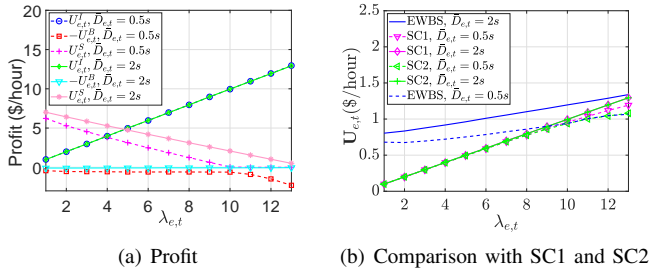 20
15
10
5
0
Profit ($/hour)
U^I_{e,t}, D̄_{e,t} = 0.5s
−U^B_{e,t}, D̄_{e,t} = 0.5s
U^S_{e,t}, D̄_{e,t} = 0.5s
U^I_{e,t}, D̄_{e,t} = 2s
−U^B_{e,t}, D̄_{e,t} = 2s
U^S_{e,t}, D̄_{e,t} = 2s
2 4 6 8 10 12
λ_{e,t}
(a) Profit
2.5
2
1.5
1
0.5
0
U_{e,t}($/hour)
EWBS, D̄_{e,t} = 2s
SC1, D̄_{e,t} = 0.5s
SC1, D̄_{e,t} = 2s
SC2, D̄_{e,t} = 0.5s
SC2, D̄_{e,t} = 2s
EWBS, D̄_{e,t} = 0.5s
2 4 6 8 10 12
λ_{e,t}
(b) Comparison with SC1 and SC2